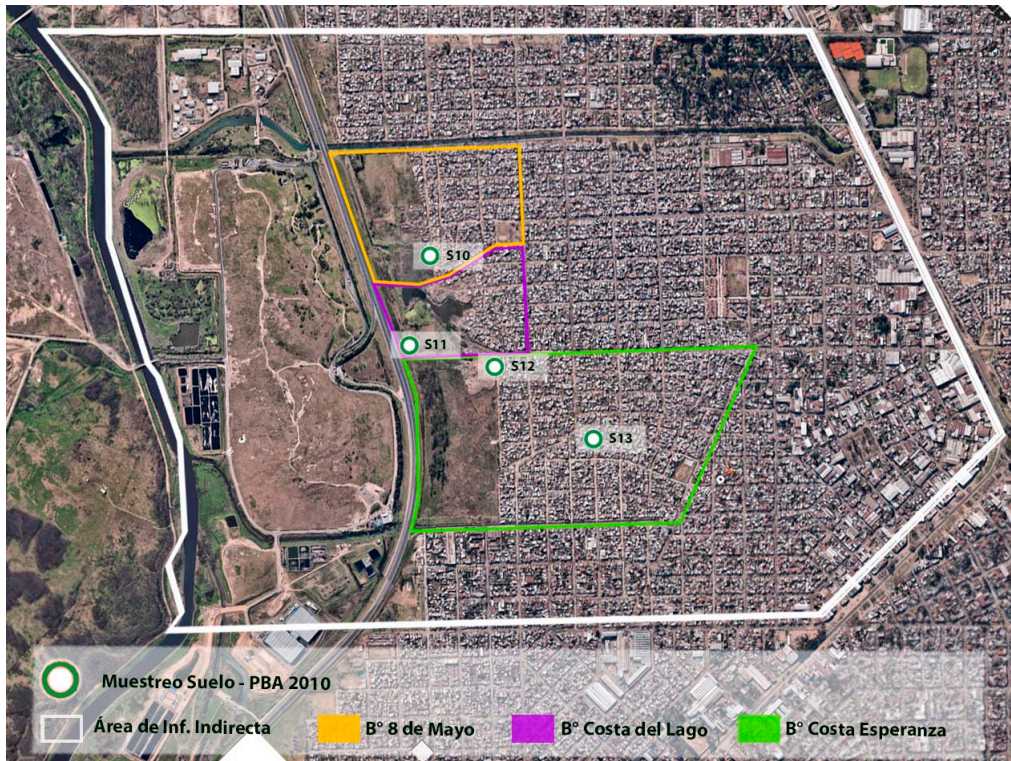 S10
S11
S12
S13
Muestreo Suelo - PBA 2010
Área de Inf. Indirecta
B° 8 de Mayo
B° Costa del Lago
B° Costa Esperanza